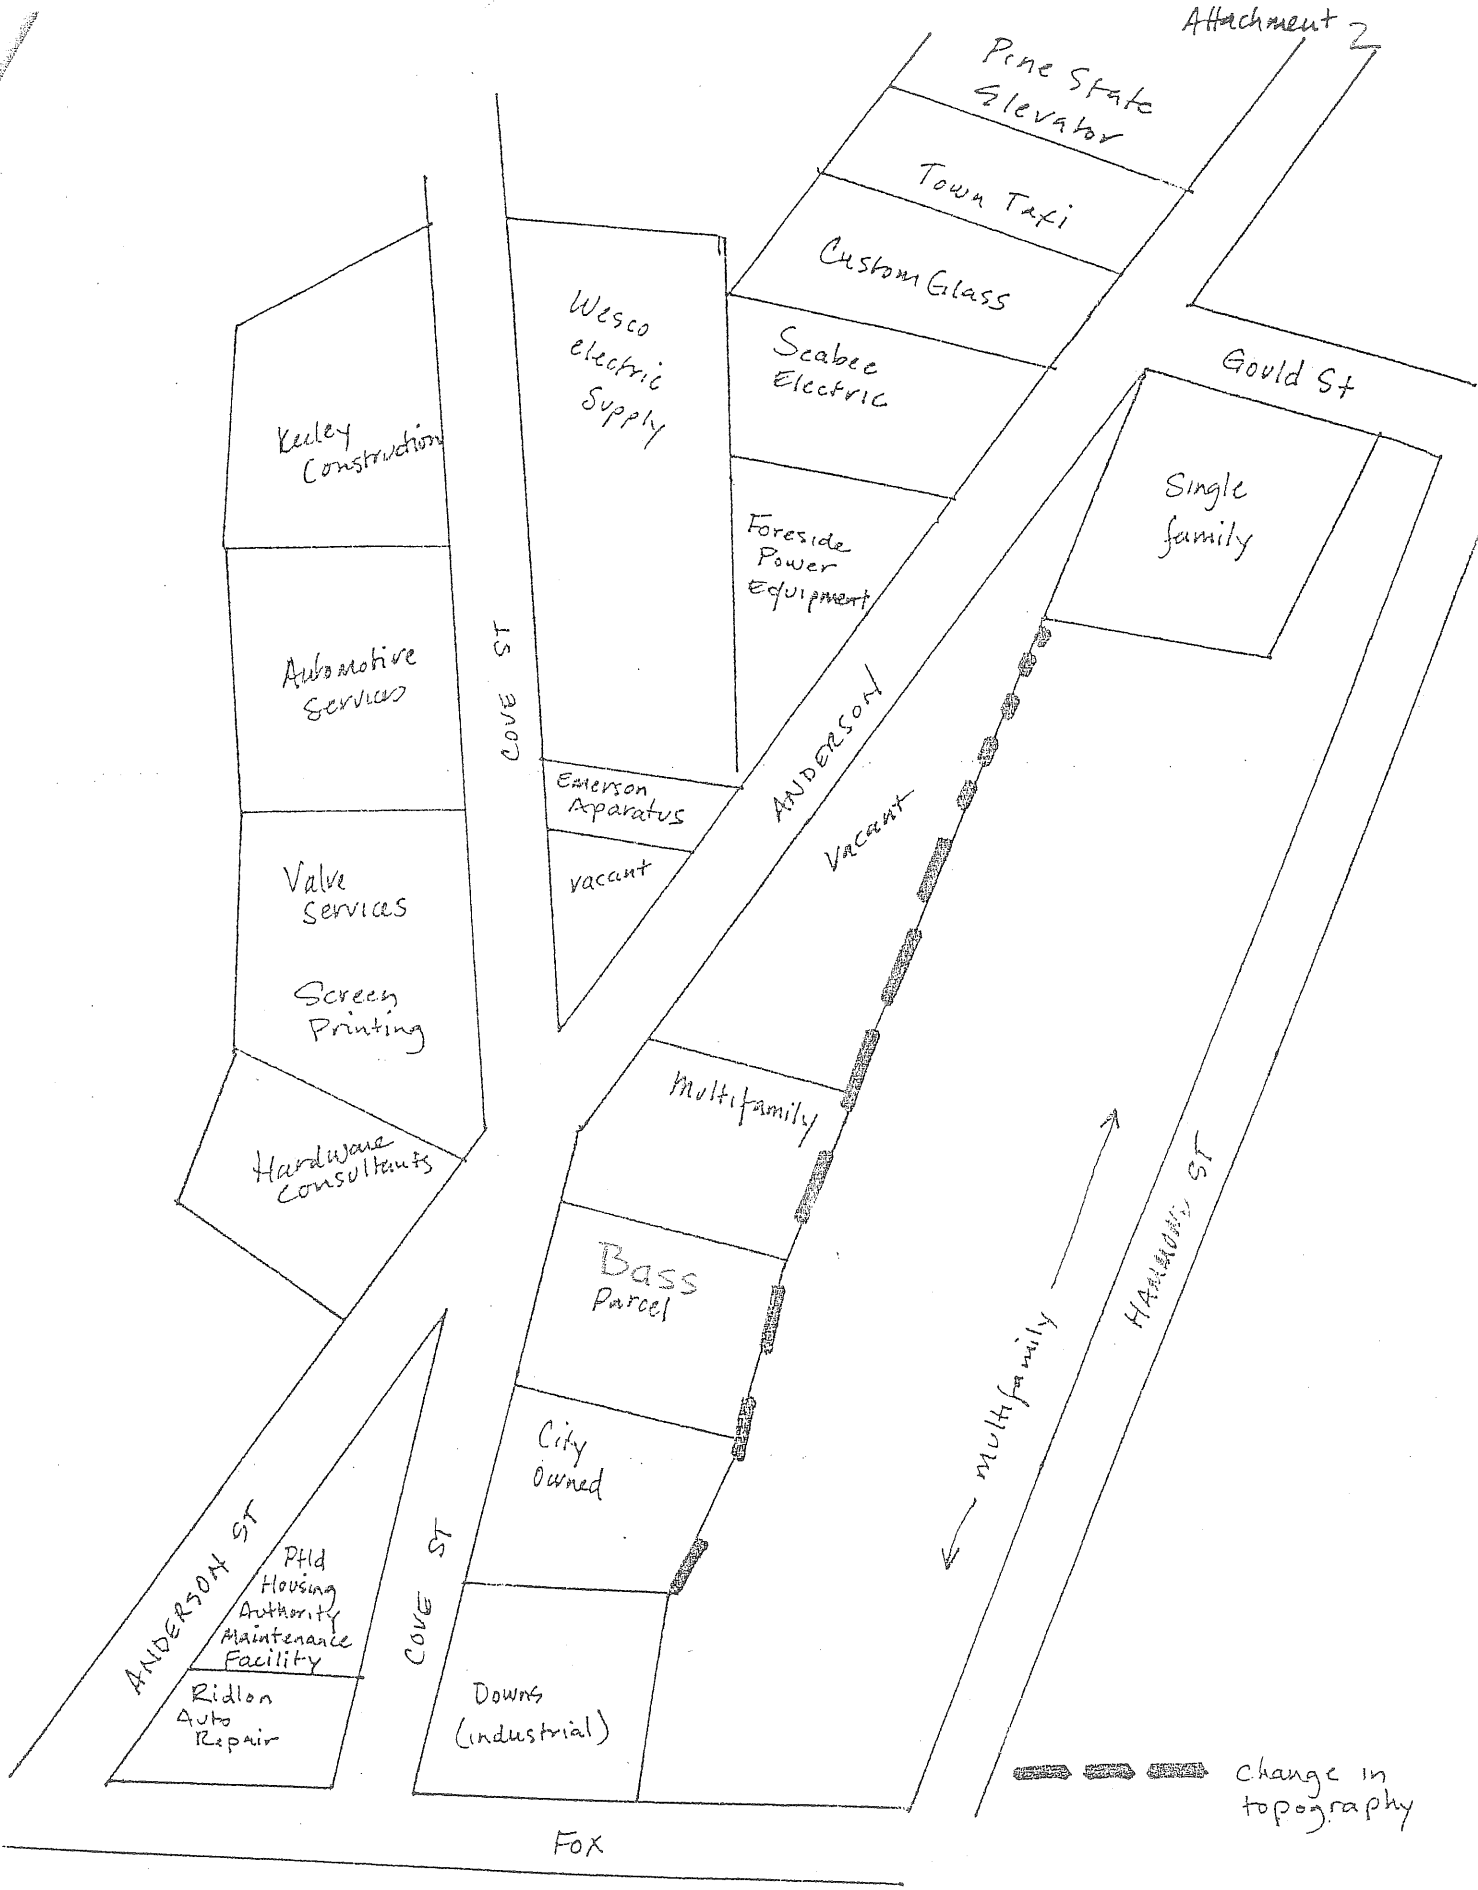 Attachment 2
Pine State
Elevator
Town Taxi
Custom Glass
Seabee
Electric
Gould St
Single
family
Wesco
electric
Supply
Keeley
Construction
Foreside
Power
Equipment
Automotive
Services
COVE ST
ANDERSON
Emerson
Aparatus
vacant
vacant
Valve
Services
Screen
Printing
Multifamily
Hardware
Consultants
Bass
Parcel
HAMMOND ST
multifamily
City
Owned
ANDERSON ST
COVE ST
Ptld
Housing
Authority
Maintenance
Facility
Ridlon
Auto
Repair
Downs
(industrial)
change in
topography
Fox